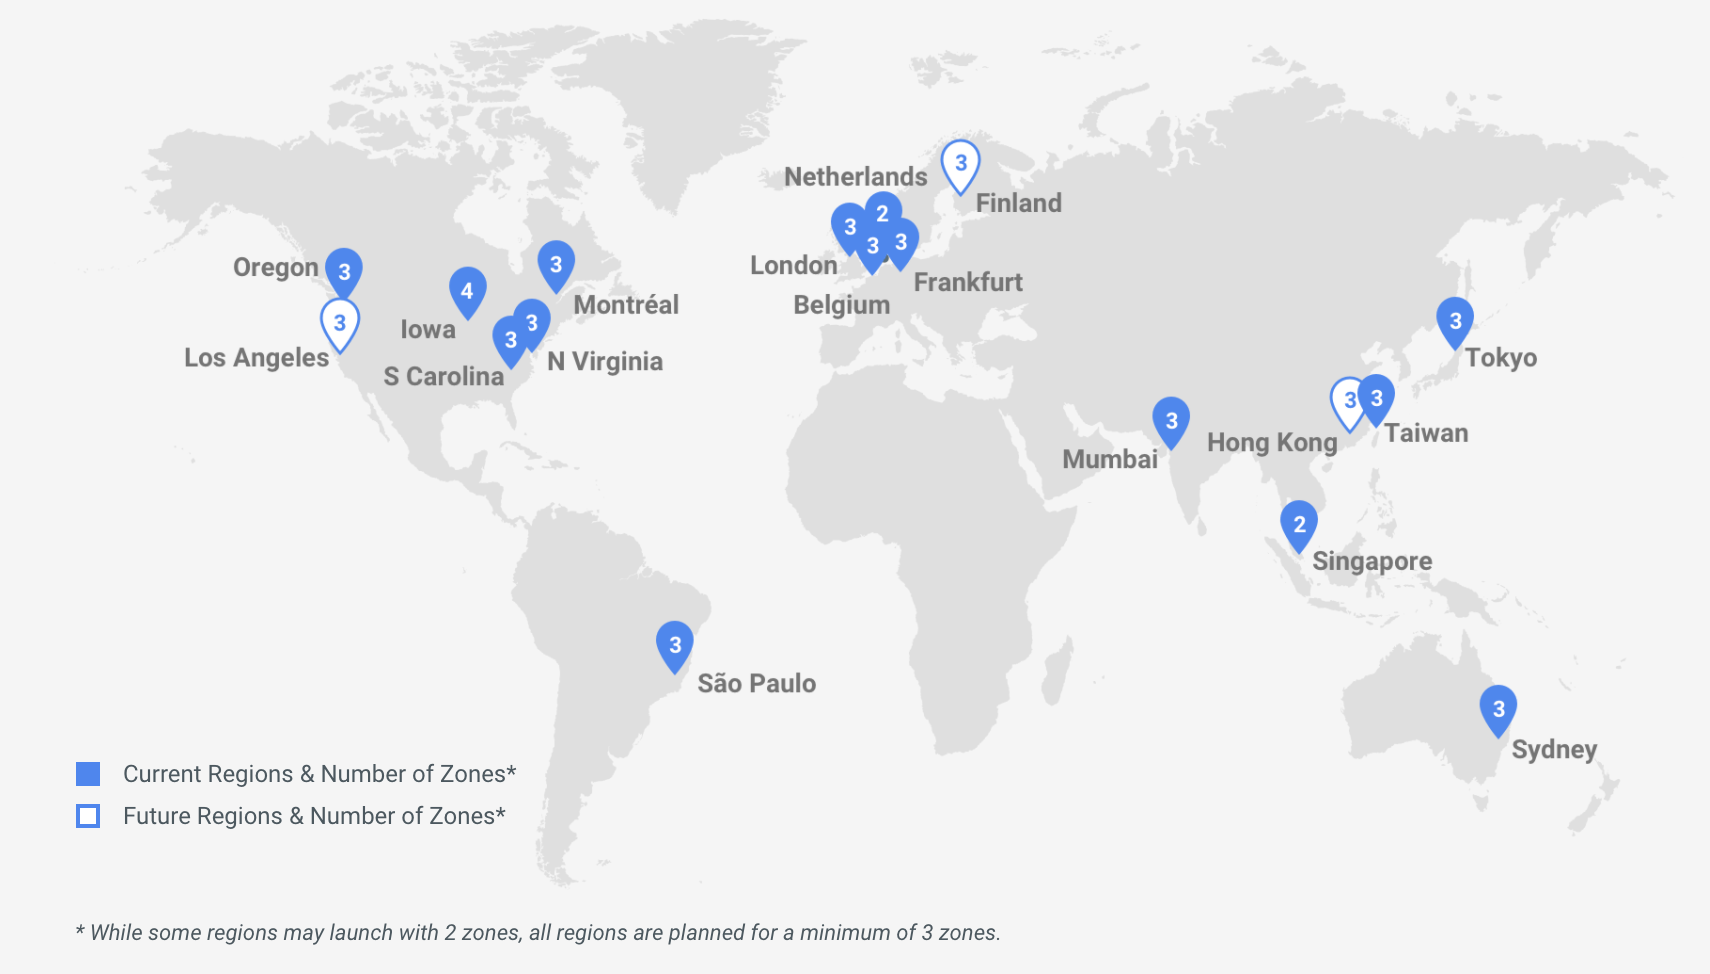 3
Netherlands
Finland
2
3
3
3
Oregon
3
London
Frankfurt
3
Montréal
4
Iowa
Belgium
3
Los Angeles
3
3
N Virginia
S Carolina
3
Tokyo
3
3
Taiwan
Hong Kong
3
Mumbai
2
Singapore
3
São Paulo
3
Sydney
Current Regions & Number of Zones*
Future Regions & Number of Zones*
* While some regions may launch with 2 zones, all regions are planned for a minimum of 3 zones.